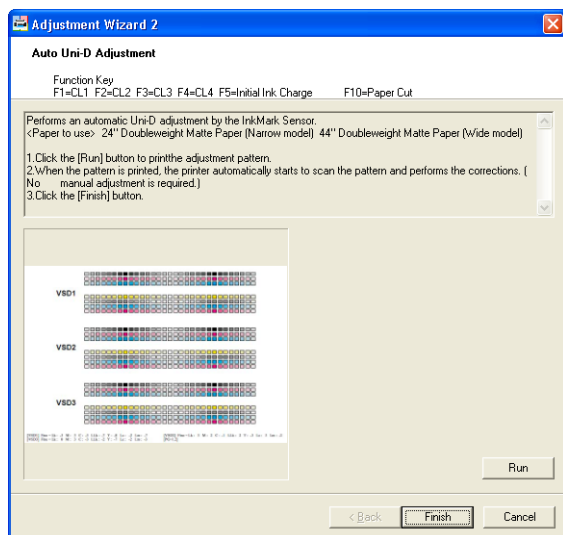 Adjustment Wizard 2
Auto Uni-D Adjustment
Function Key
F1=CL1 F2=CL2 F3=CL3 F4=CL4 F5=Initial Ink Charge F10=Paper Cut
Performs an automatic Uni-D adjustment by the InkMark Sensor.
<Paper to use> 24" Doubleweight Matte Paper (Narrow model) 44" Doubleweight Matte Paper (Wide model)
1.Click the [Run] button to printthe adjustment pattern.
2.When the pattern is printed, the printer automatically starts to scan the pattern and performs the corrections. (
No manual adjustment is required.)
3.Click the [Finish] button.
VSD1
VSD2
VSD3
Run
< Back
Finish
Cancel